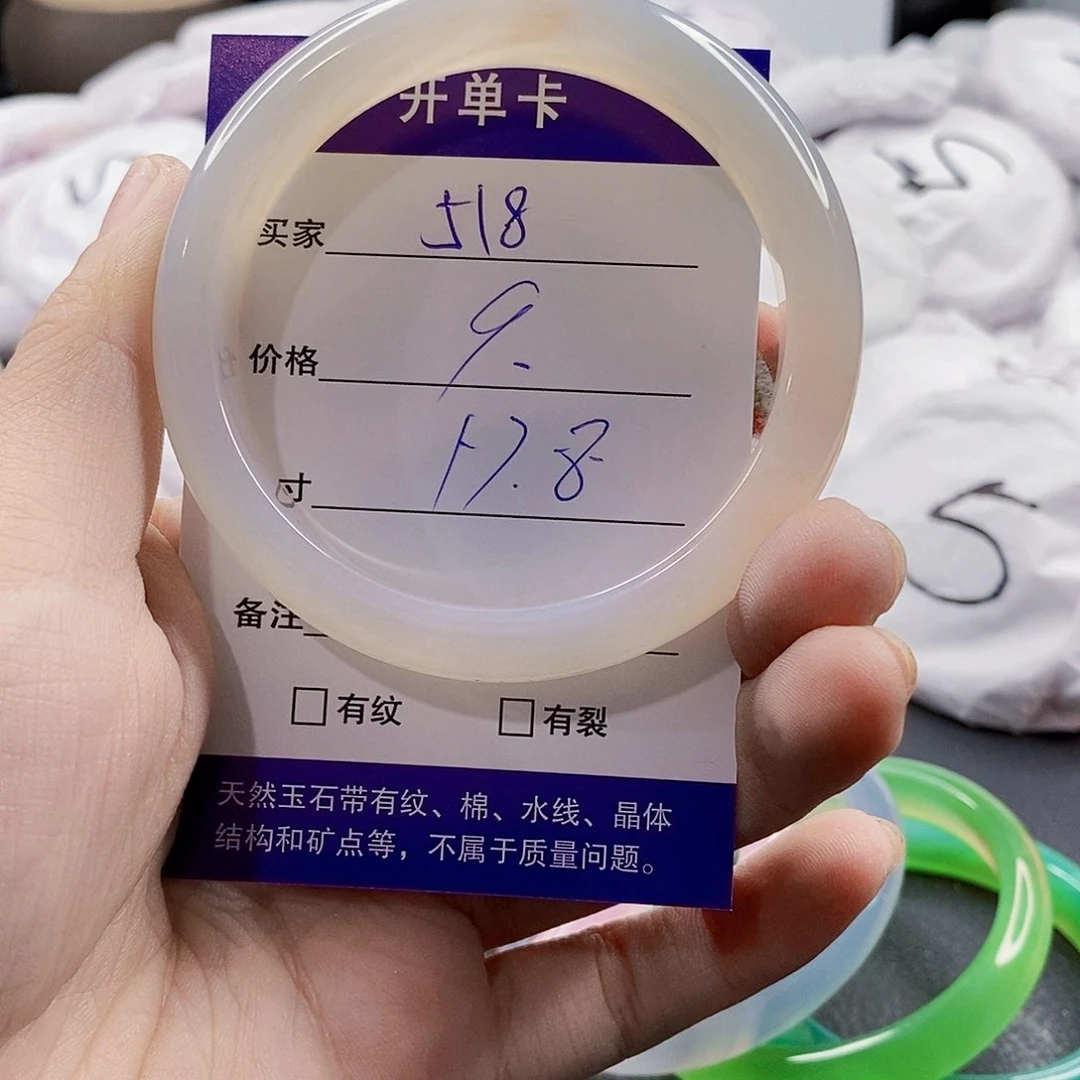 开单卡
买家 518
价格 9.
寸 17.8
备注
有纹 有裂
天然玉石带有纹、棉、水线、晶体
结构和矿点等，不属于质量问题。
5
5